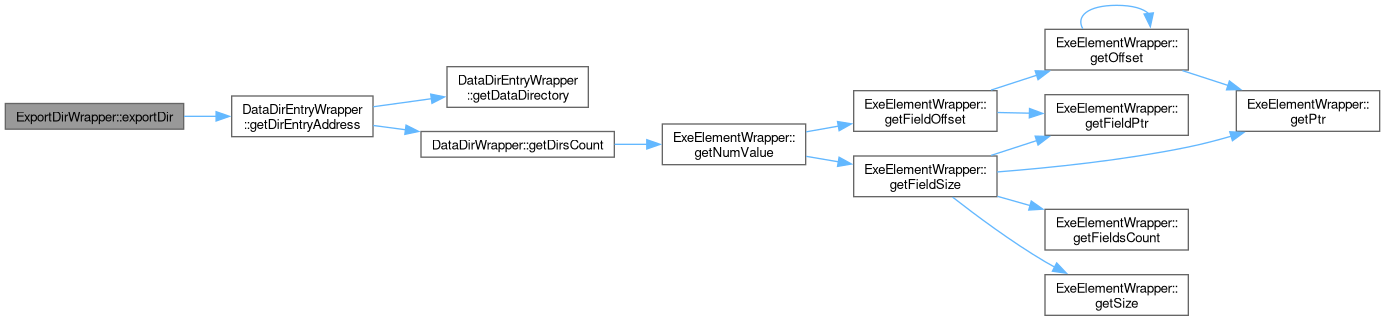 ExportDirWrapper::exportDir
DataDirEntryWrapper
::getDirEntryAddress
DataDirEntryWrapper
::getDataDirectory
DataDirWrapper::getDirsCount
ExeElementWrapper::
getNumValue
ExeElementWrapper::
getFieldOffset
ExeElementWrapper::
getFieldSize
ExeElementWrapper::
getOffset
ExeElementWrapper::
getFieldPtr
ExeElementWrapper::
getFieldsCount
ExeElementWrapper::
getSize
ExeElementWrapper::
getPtr